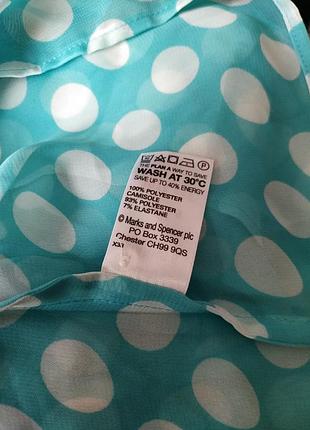 THE PLAN A WAY TO SAVE
WASH AT 30°C
SAVE UP TO 40% ENERGY
100% POLYESTER
CAMISOLE
93% POLYESTER
7% ELASTANE
© Marks and Spencer plc
PO Box 3339
Chester CH99 9QS